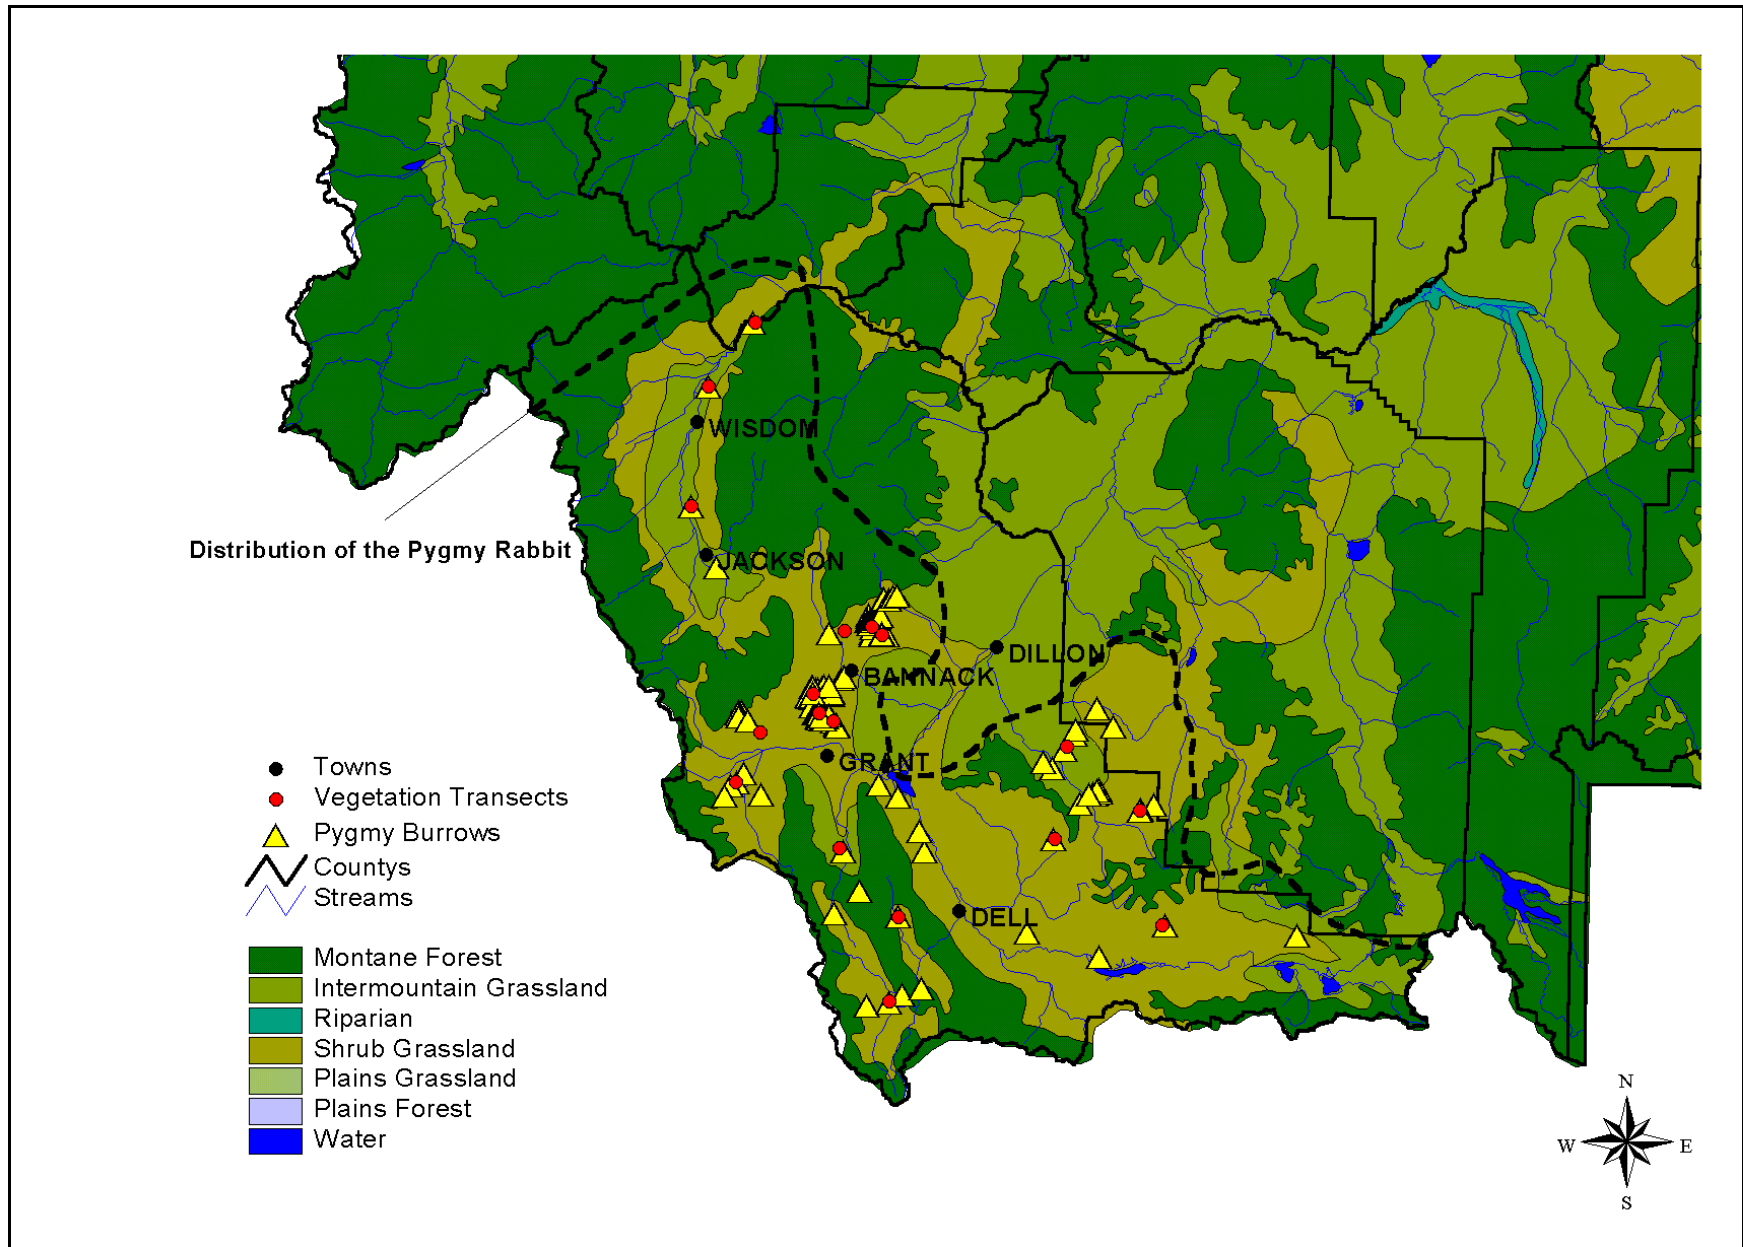 WISDOM
Distribution of the Pygmy Rabbit
JACKSON
DILLON
BANNACK
GRANT
DELL
Towns
Vegetation Transects
Pygmy Burrows
Countys
Streams
Montane Forest
Intermountain Grassland
Riparian
Shrub Grassland
Plains Grassland
Plains Forest
Water
N
W E
S